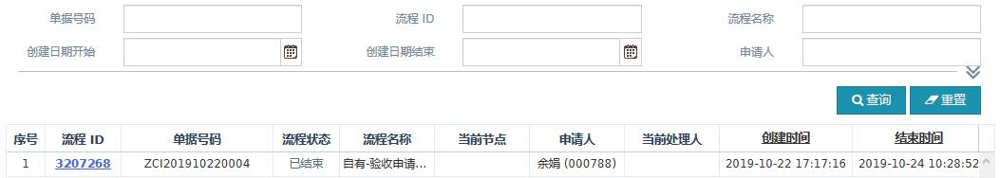 单据号码 流程 ID 流程名称
创建日期开始 创建日期结束 申请人
查询 重置
序号 流程 ID 单据号码 流程状态 流程名称 当前节点 申请人 当前处理人 创建时间 结束时间
1 3207268 ZCI201910220004 已结束 自有-验收申请... 余娟 (000788) 2019-10-22 17:17:16 2019-10-24 10:28:52